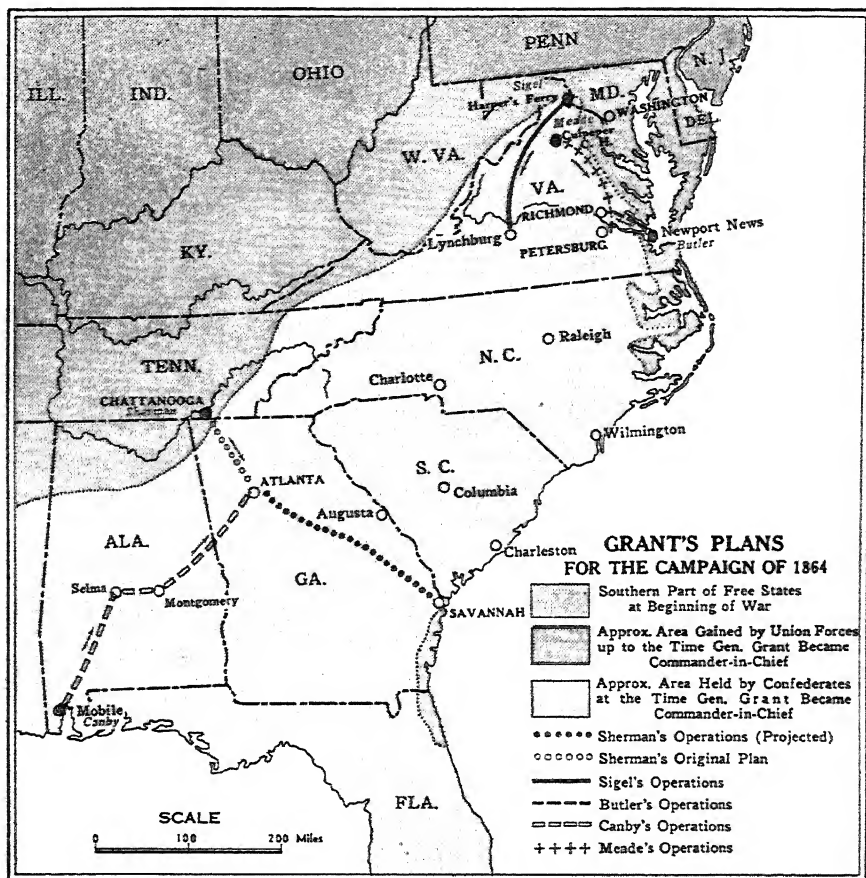 PENN
N. J.
OHIO
ILL.
IND.
Sigel
Harper's Ferry
MD.
WASHINGTON
Meade
Culpeper
H.
DEL.
W. VA.
VA.
RICHMOND
Newport News
Butler
Lynchburg
PETERSBURG
KY.
TENN.
N. C.
Raleigh
CHATTANOOGA
Sherman
Charlotte
Wilmington
ATLANTA
S. C.
Columbia
Augusta
ALA.
Charleston
GA.
Selma
Montgomery
SAVANNAH
Mobile
Canby
FLA.
GRANT'S PLANS
FOR THE CAMPAIGN OF 1864
Southern Part of Free States
at Beginning of War
Approx. Area Gained by Union Forces
up to the Time Gen. Grant Became
Commander-in-Chief
Approx. Area Held by Confederates
at the Time Gen. Grant Became
Commander-in-Chief
Sherman's Operations (Projected)
Sherman's Original Plan
Sigel's Operations
Butler's Operations
Canby's Operations
Meade's Operations
SCALE
0 100 200 Miles